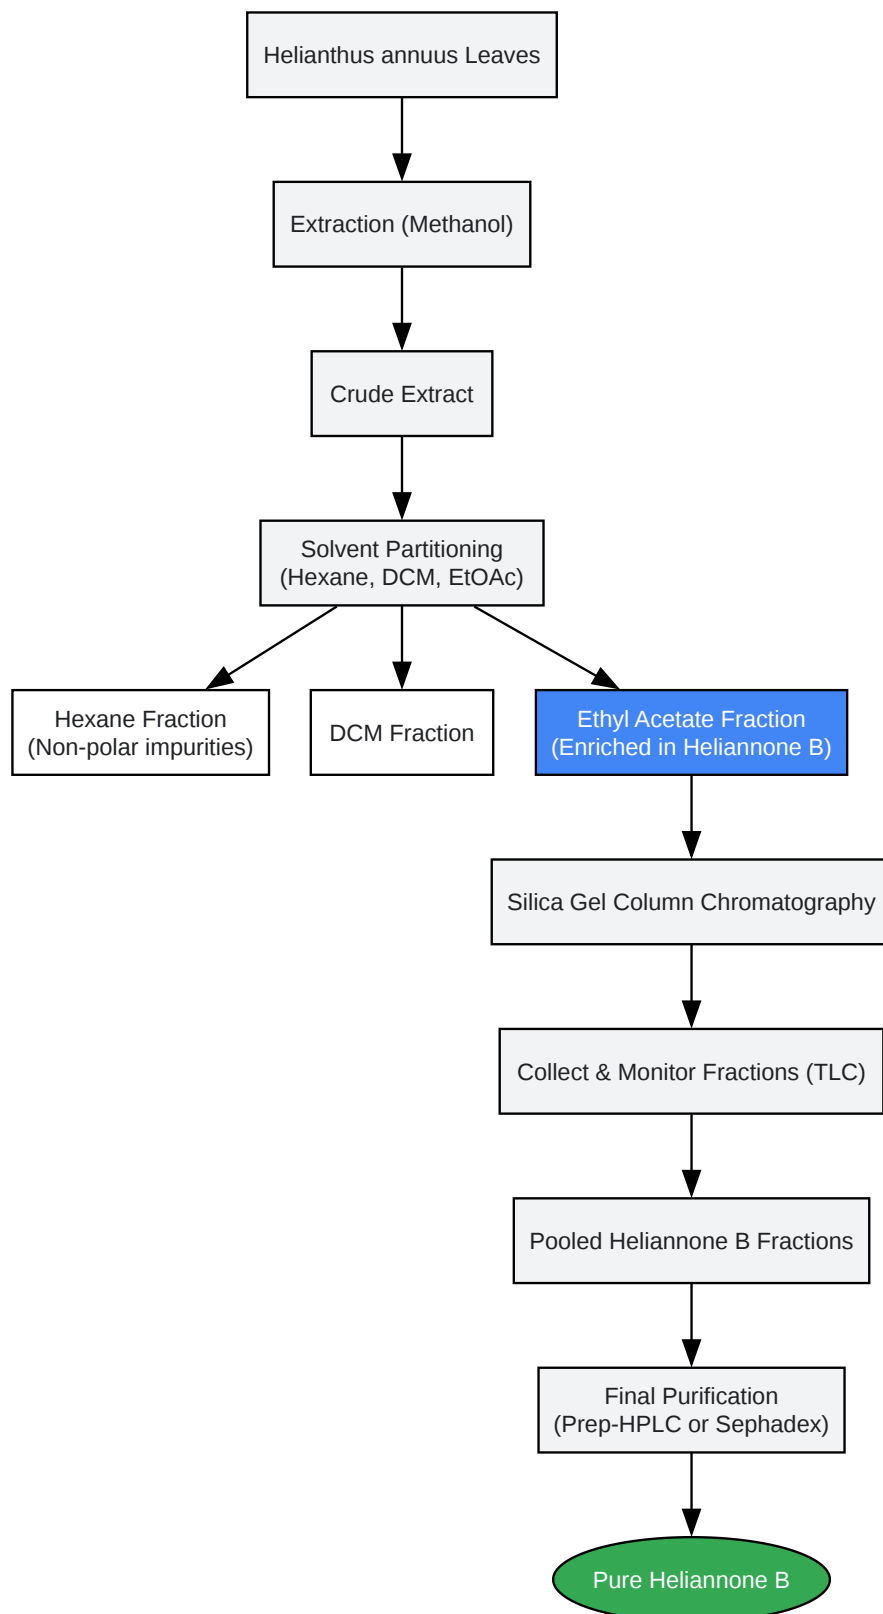 Helianthus annuus Leaves
Extraction (Methanol)
Crude Extract
Solvent Partitioning
(Hexane, DCM, EtOAc)
Hexane Fraction
(Non-polar impurities)
DCM Fraction
Ethyl Acetate Fraction
(Enriched in Heliannone B)
Silica Gel Column Chromatography
Collect & Monitor Fractions (TLC)
Pooled Heliannone B Fractions
Final Purification
(Prep-HPLC or Sephadex)
Pure Heliannone B